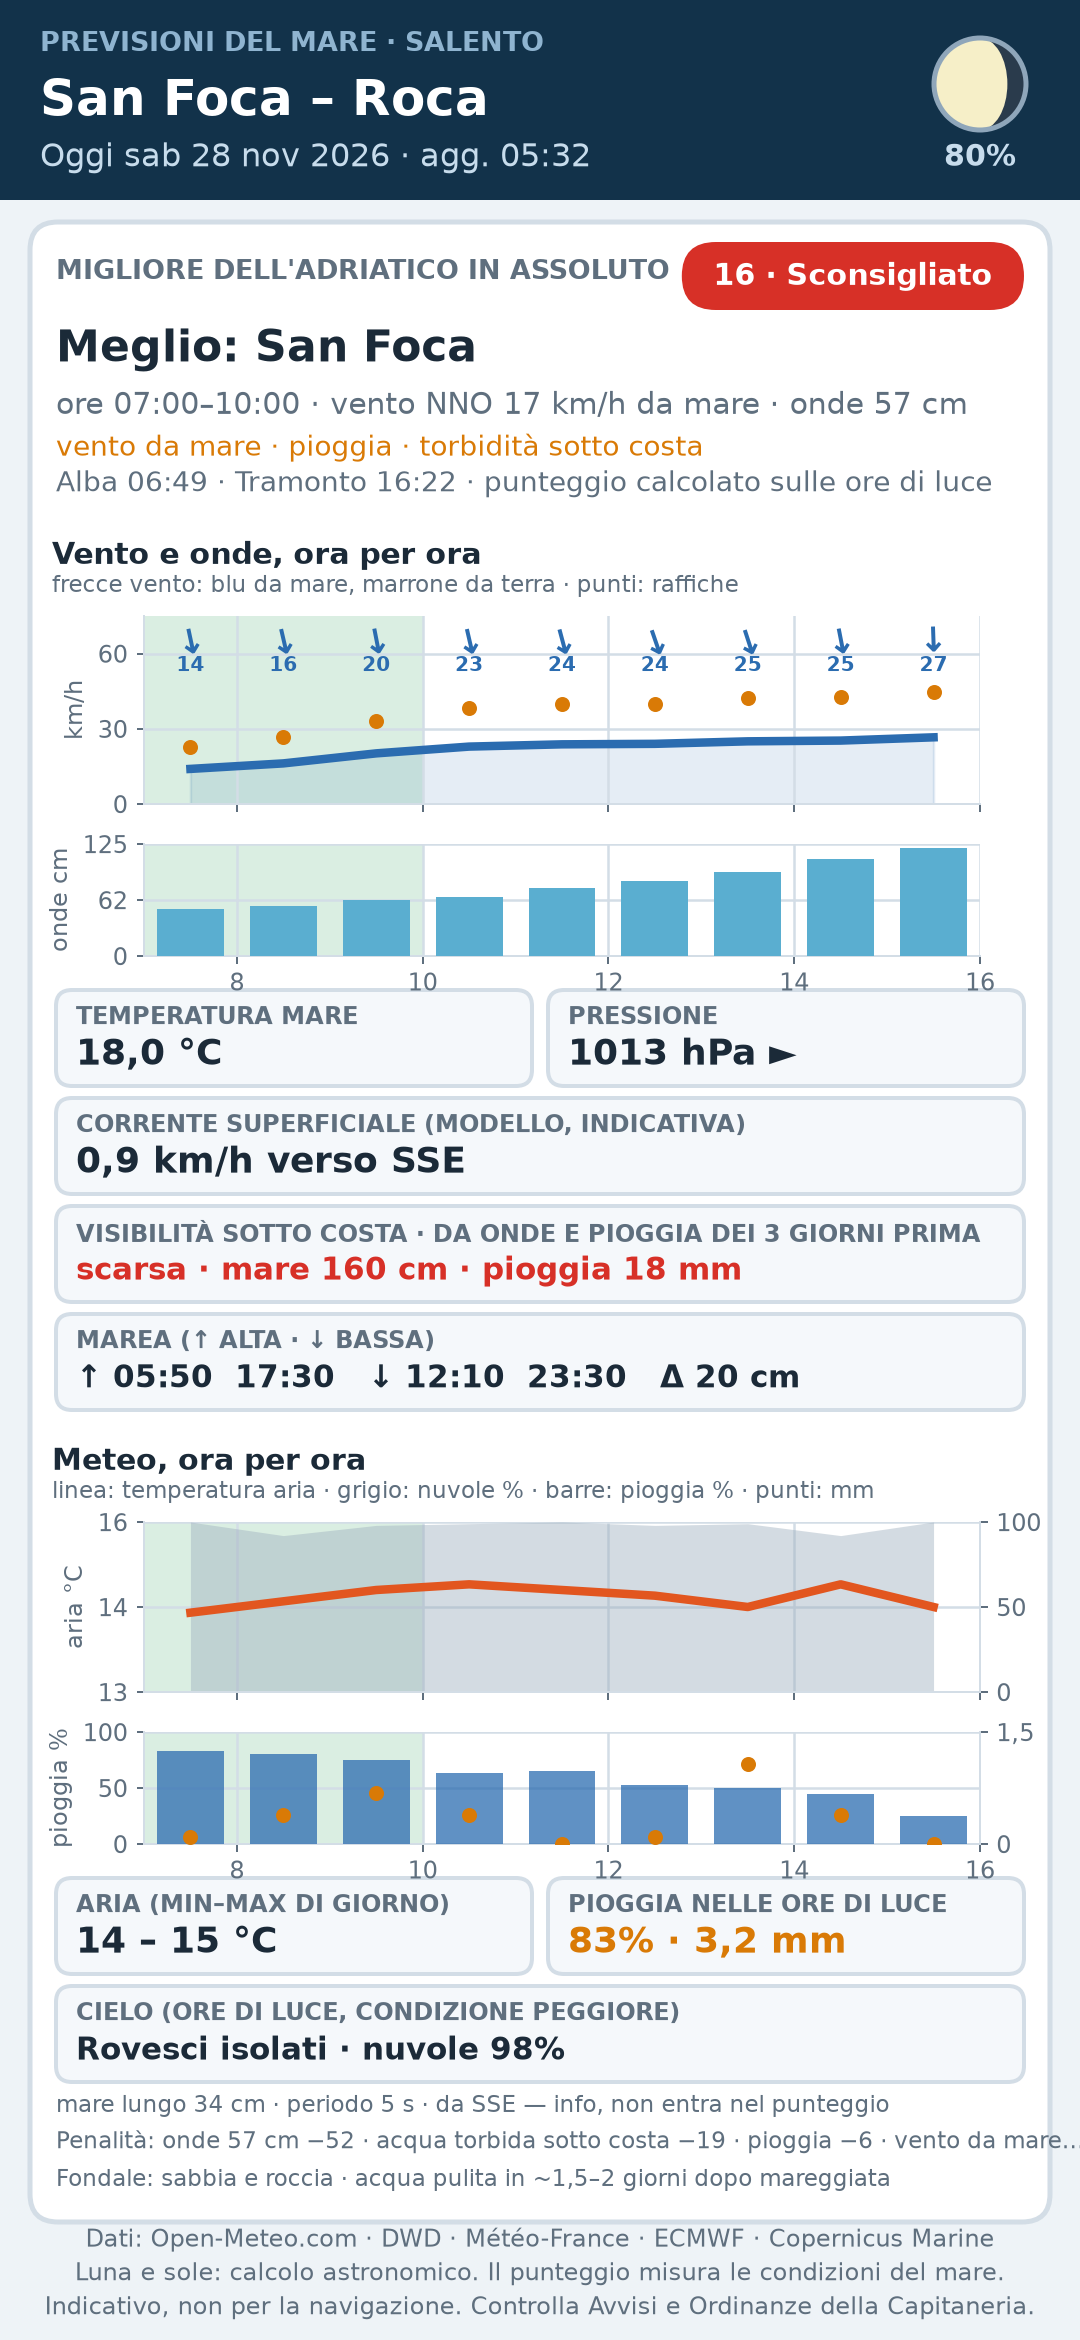 PREVISIONI DEL MARE · SALENTO
San Foca – Roca
Oggi sab 28 nov 2026 · agg. 05:32
80%
MIGLIORE DELL'ADRIATICO IN ASSOLUTO
16 · Sconsigliato
Meglio: San Foca
ore 07:00–10:00 · vento NNO 17 km/h da mare · onde 57 cm
vento da mare · pioggia · torbidità sotto costa
Alba 06:49 · Tramonto 16:22 · punteggio calcolato sulle ore di luce
Vento e onde, ora per ora
frecce vento: blu da mare, marrone da terra · punti: raffiche
km/h
60
30
0
14 16 20 23 24 24 25 25 27
onde cm
125
62
0
8 10 12 14 16
TEMPERATURA MARE
18,0 °C
PRESSIONE
1013 hPa ►
CORRENTE SUPERFICIALE (MODELLO, INDICATIVA)
0,9 km/h verso SSE
VISIBILITÀ SOTTO COSTA · DA ONDE E PIOGGIA DEI 3 GIORNI PRIMA
scarsa · mare 160 cm · pioggia 18 mm
MAREA (↑ ALTA · ↓ BASSA)
↑ 05:50 17:30 ↓ 12:10 23:30 Δ 20 cm
Meteo, ora per ora
linea: temperatura aria · grigio: nuvole % · barre: pioggia % · punti: mm
aria °C
16
14
13
100
50
0
pioggia %
100
50
0
1,5
0
8 10 12 14 16
ARIA (MIN–MAX DI GIORNO)
14 – 15 °C
PIOGGIA NELLE ORE DI LUCE
83% · 3,2 mm
CIELO (ORE DI LUCE, CONDIZIONE PEGGIORE)
Rovesci isolati · nuvole 98%
mare lungo 34 cm · periodo 5 s · da SSE — info, non entra nel punteggio
Penalità: onde 57 cm −52 · acqua torbida sotto costa −19 · pioggia −6 · vento da mare…
Fondale: sabbia e roccia · acqua pulita in ~1,5–2 giorni dopo mareggiata
Dati: Open-Meteo.com · DWD · Météo-France · ECMWF · Copernicus Marine
Luna e sole: calcolo astronomico. Il punteggio misura le condizioni del mare.
Indicativo, non per la navigazione. Controlla Avvisi e Ordinanze della Capitaneria.